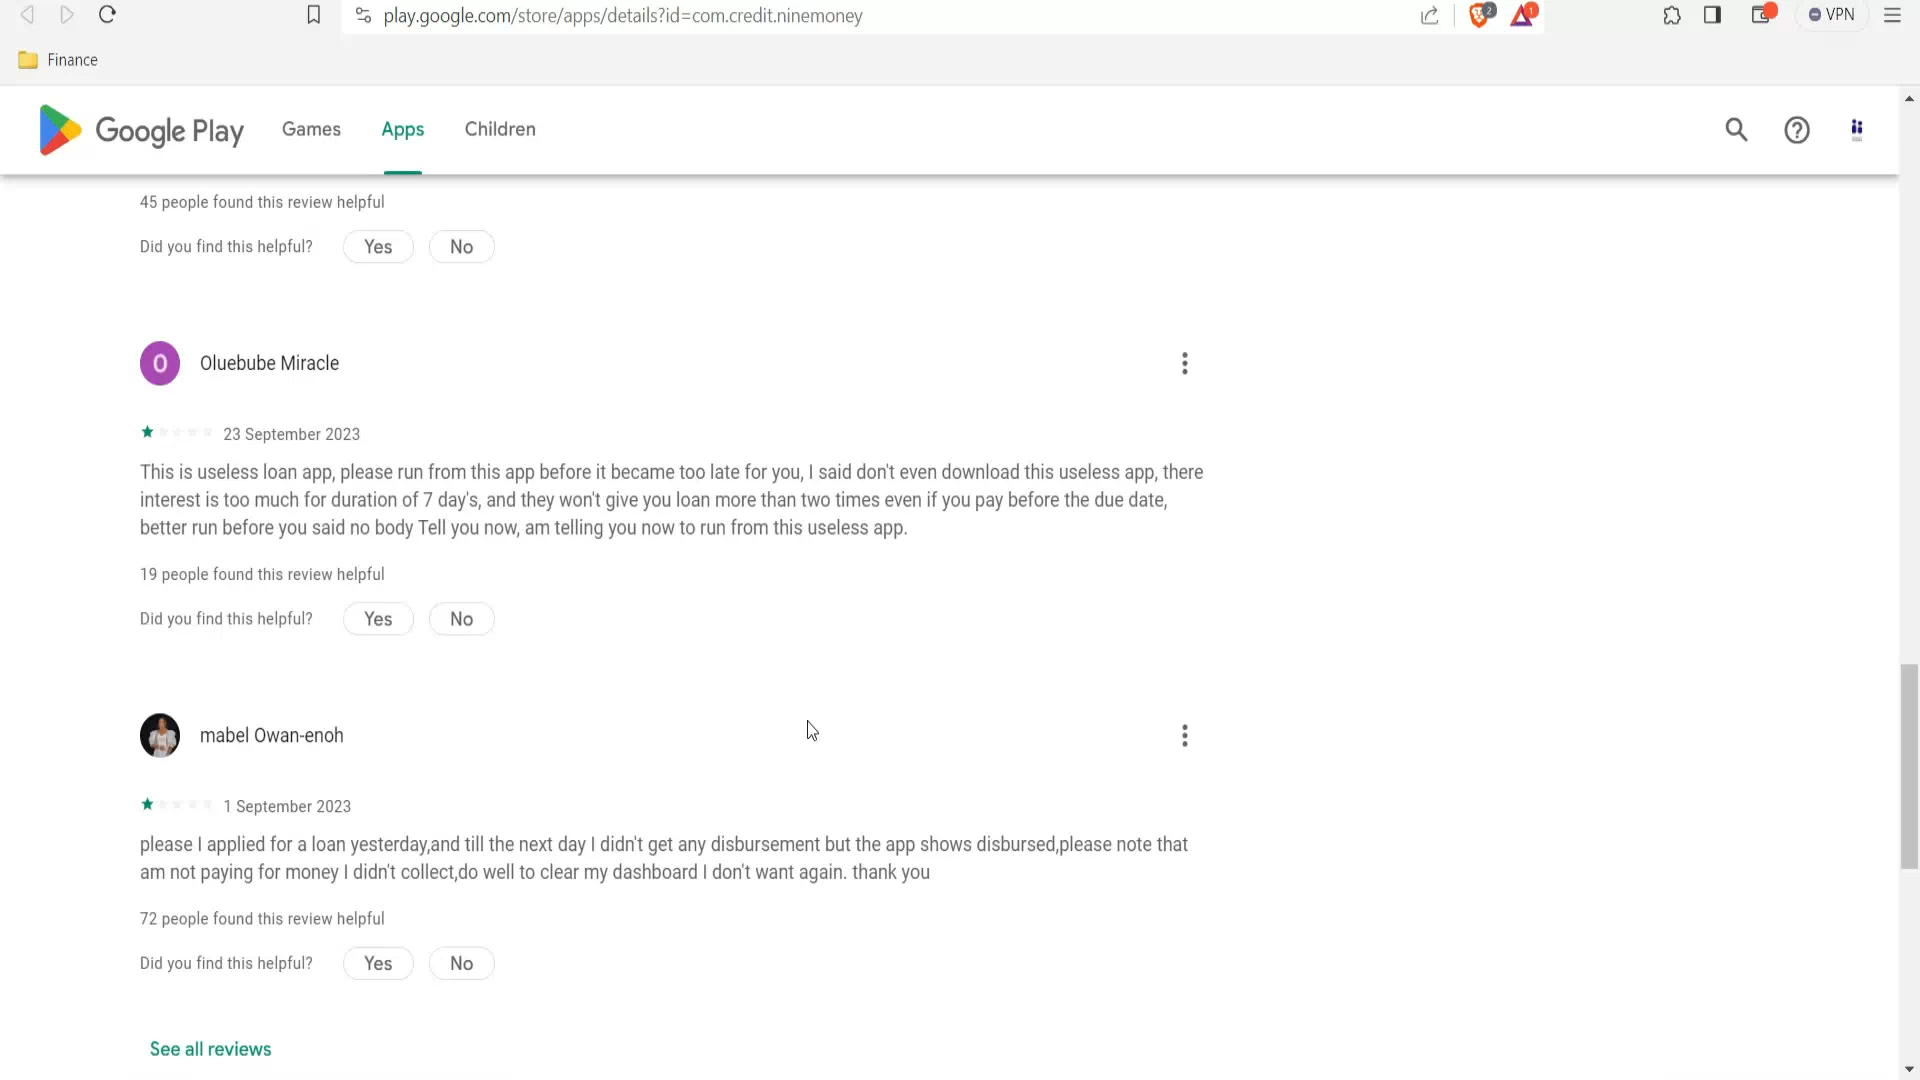 play.google.com/store/apps/details?id=com.credit.ninemoney
2
1
VPN
Finance
Google Play
Games
Apps
Children
45 people found this review helpful
Did you find this helpful?
Yes
No
O
Oluebube Miracle
23 September 2023
This is useless loan app, please run from this app before it became too late for you, I said don't even download this useless app, there
interest is too much for duration of 7 day's, and they won't give you loan more than two times even if you pay before the due date,
better run before you said no body Tell you now, am telling you now to run from this useless app.
19 people found this review helpful
Did you find this helpful?
Yes
No
mabel Owan-enoh
1 September 2023
please I applied for a loan yesterday,and till the next day I didn't get any disbursement but the app shows disbursed,please note that
am not paying for money I didn't collect,do well to clear my dashboard I don't want again. thank you
72 people found this review helpful
Did you find this helpful?
Yes
No
See all reviews